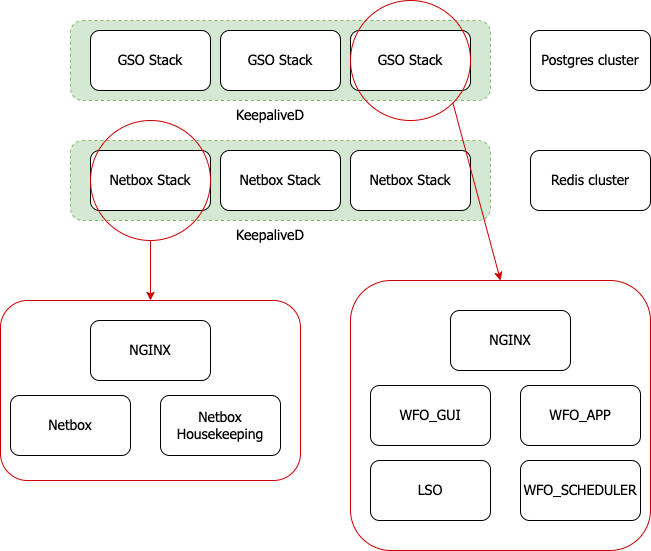 GSO Stack
GSO Stack
GSO Stack
Postgres cluster
KeepaliveD
Netbox Stack
Netbox Stack
Netbox Stack
Redis cluster
KeepaliveD
NGINX
Netbox
Netbox
Housekeeping
NGINX
WFO_GUI
WFO_APP
LSO
WFO_SCHEDULER